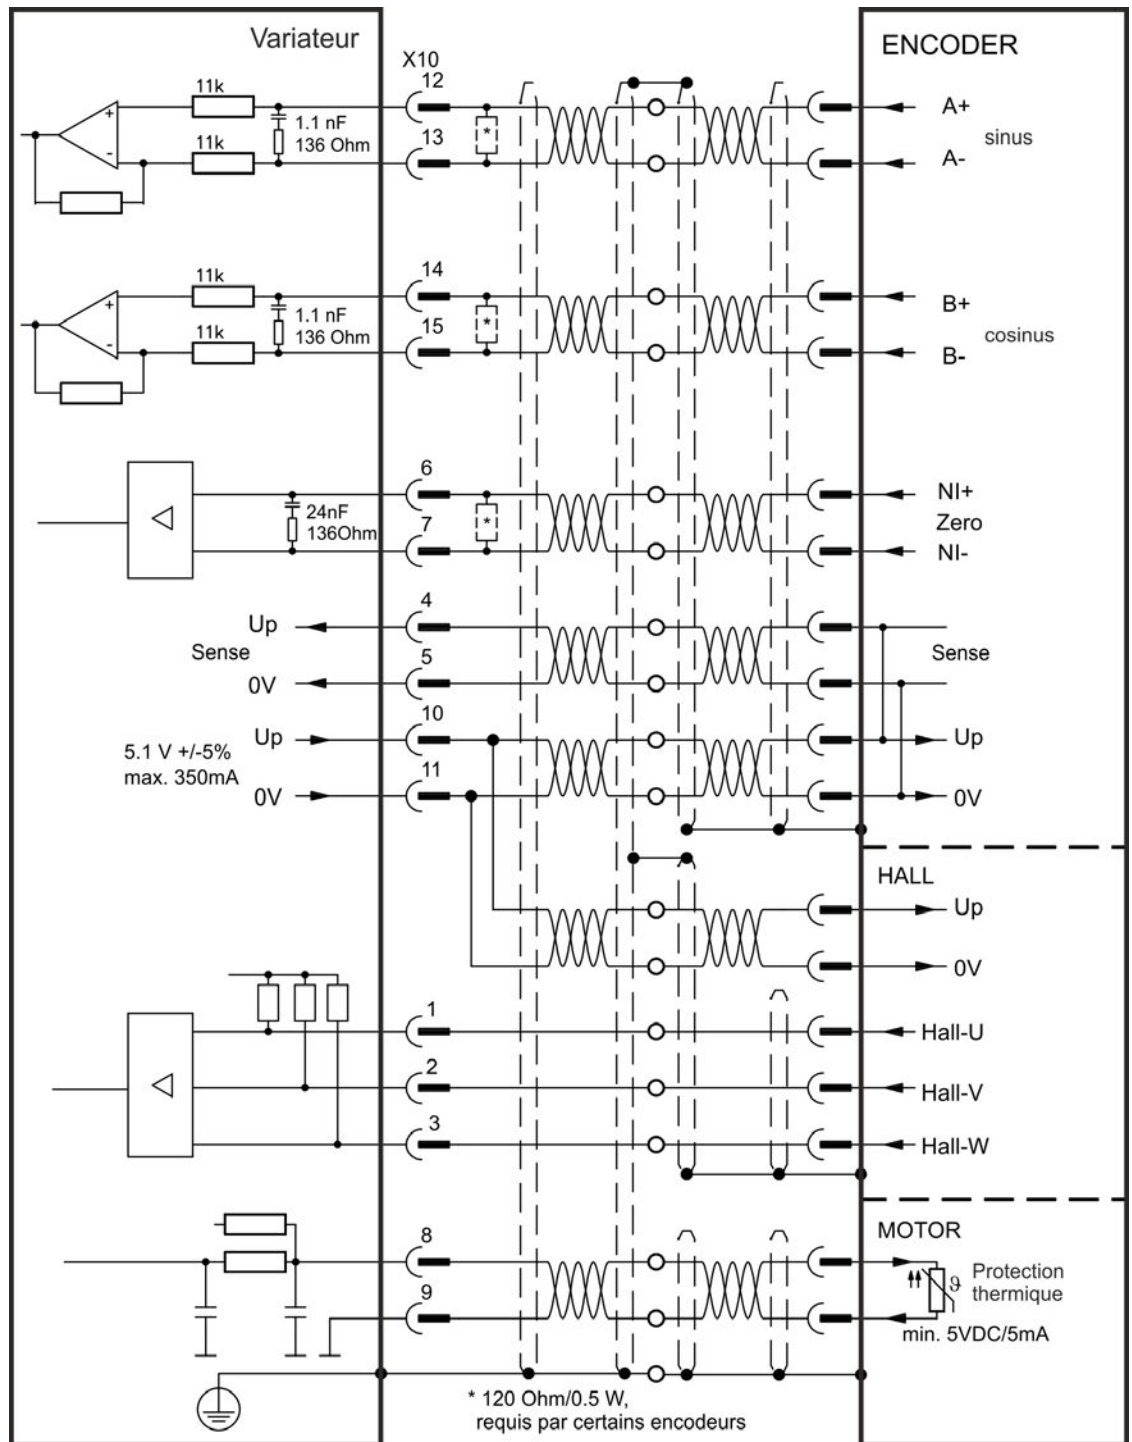 Variateur
ENCODER
X10
12
11k
A+
1.1 nF
136 Ohm
*
sinus
13
11k
A-
14
11k
B+
1.1 nF
136 Ohm
*
cosinus
15
11k
B-
6
NI+
24nF
136Ohm
*
Zero
7
NI-
4
Up
Sense
Sense
5
0V
10
Up
Up
5.1 V +/-5%
max. 350mA
11
0V
0V
HALL
Up
0V
1
Hall-U
2
Hall-V
3
Hall-W
MOTOR
8
Protection
thermique
ϑ
9
min. 5VDC/5mA
* 120 Ohm/0.5 W,
requis par certains encodeurs